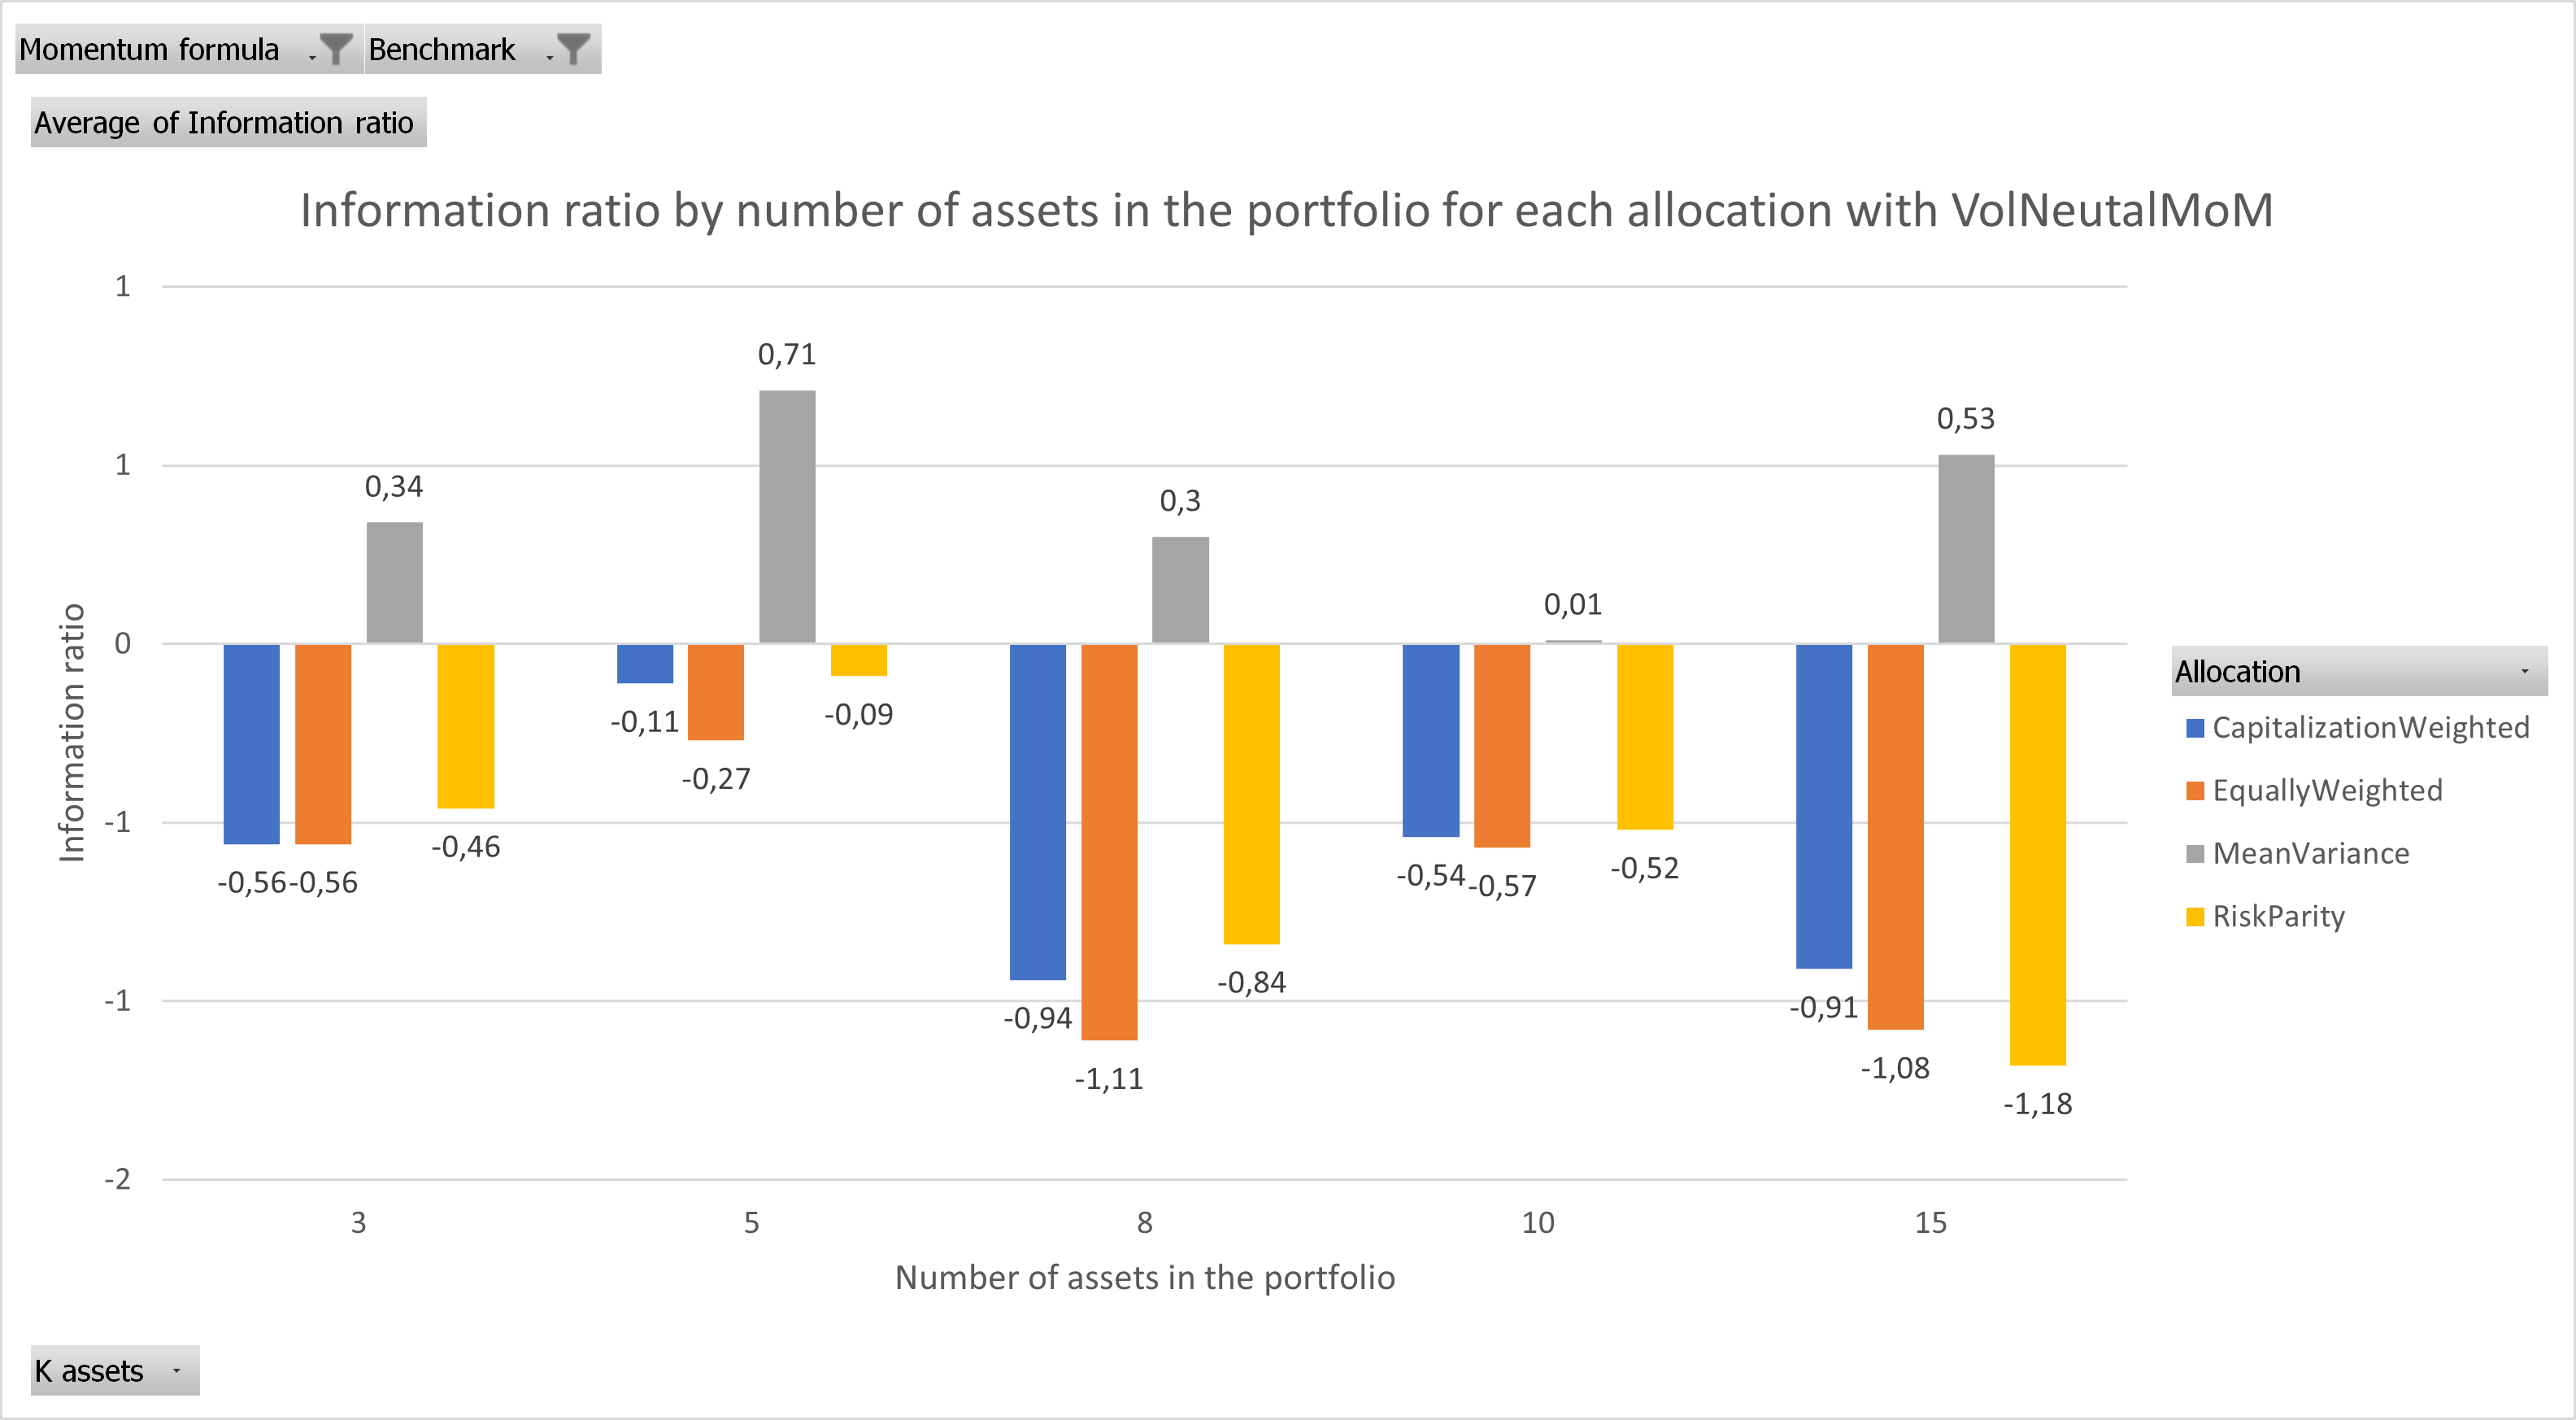 Momentum formula Benchmark
Average of Information ratio
Information ratio by number of assets in the portfolio for each allocation with VolNeutalMoM
1
1
0
-1
-1
-2
Information ratio
0,34
0,71
0,3
0,01
0,53
-0,56 -0,56 -0,46
-0,11 -0,27 -0,09
-0,94 -1,11 -0,84
-0,54 -0,57 -0,52
-0,91 -1,08 -1,18
3 5 8 10 15
Number of assets in the portfolio
Allocation
CapitalizationWeighted
EquallyWeighted
MeanVariance
RiskParity
K assets